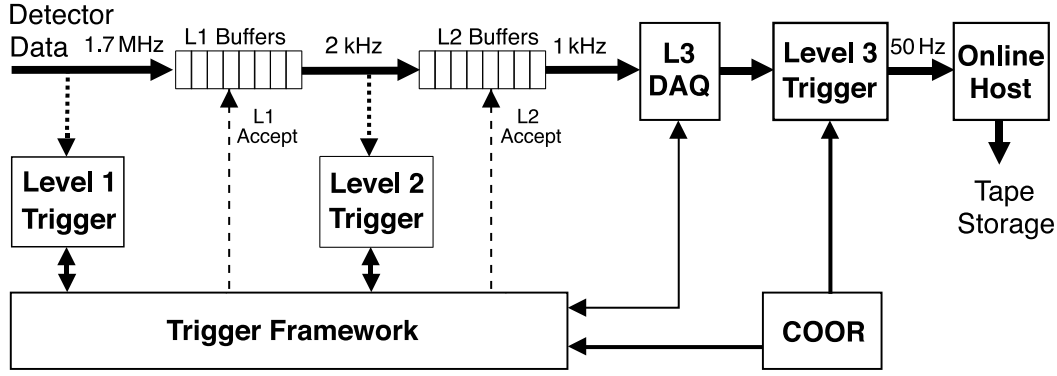 Detector
Data
1.7 MHz
L1 Buffers
2 kHz
L2 Buffers
1 kHz
L3
DAQ
Level 3
Trigger
50 Hz
Online
Host
L1
Accept
L2
Accept
Level 1
Trigger
Level 2
Trigger
Tape
Storage
Trigger Framework
COOR